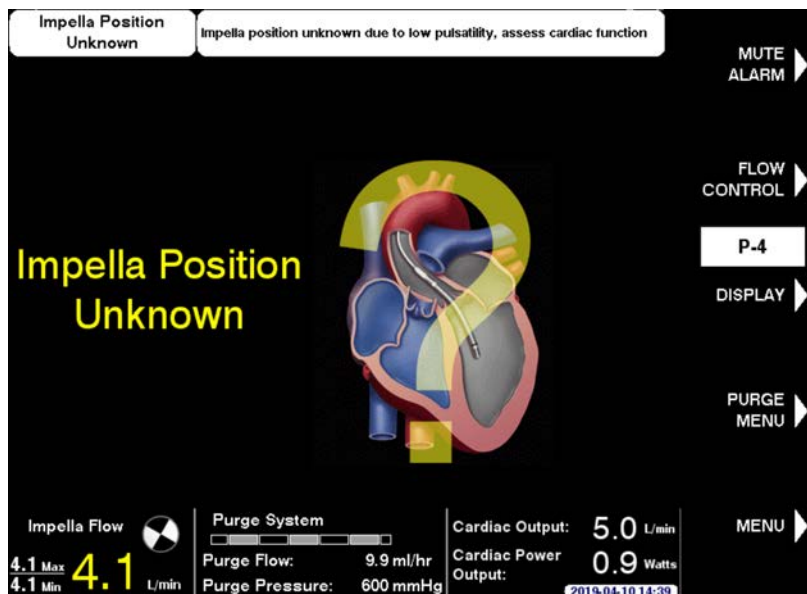 Impella Position
Unknown
Impella position unknown due to low pulsatility, assess cardiac function
MUTE
ALARM
FLOW
CONTROL
P-4
DISPLAY
PURGE
MENU
MENU
Impella Position
Unknown
Impella Flow
4.1 Max
4.1 Min
4.1 L/min
Purge System
Purge Flow: 9.9 ml/hr
Purge Pressure: 600 mmHg
Cardiac Output: 5.0 L/min
Cardiac Power
Output: 0.9 Watts
2019-04-10 14:39